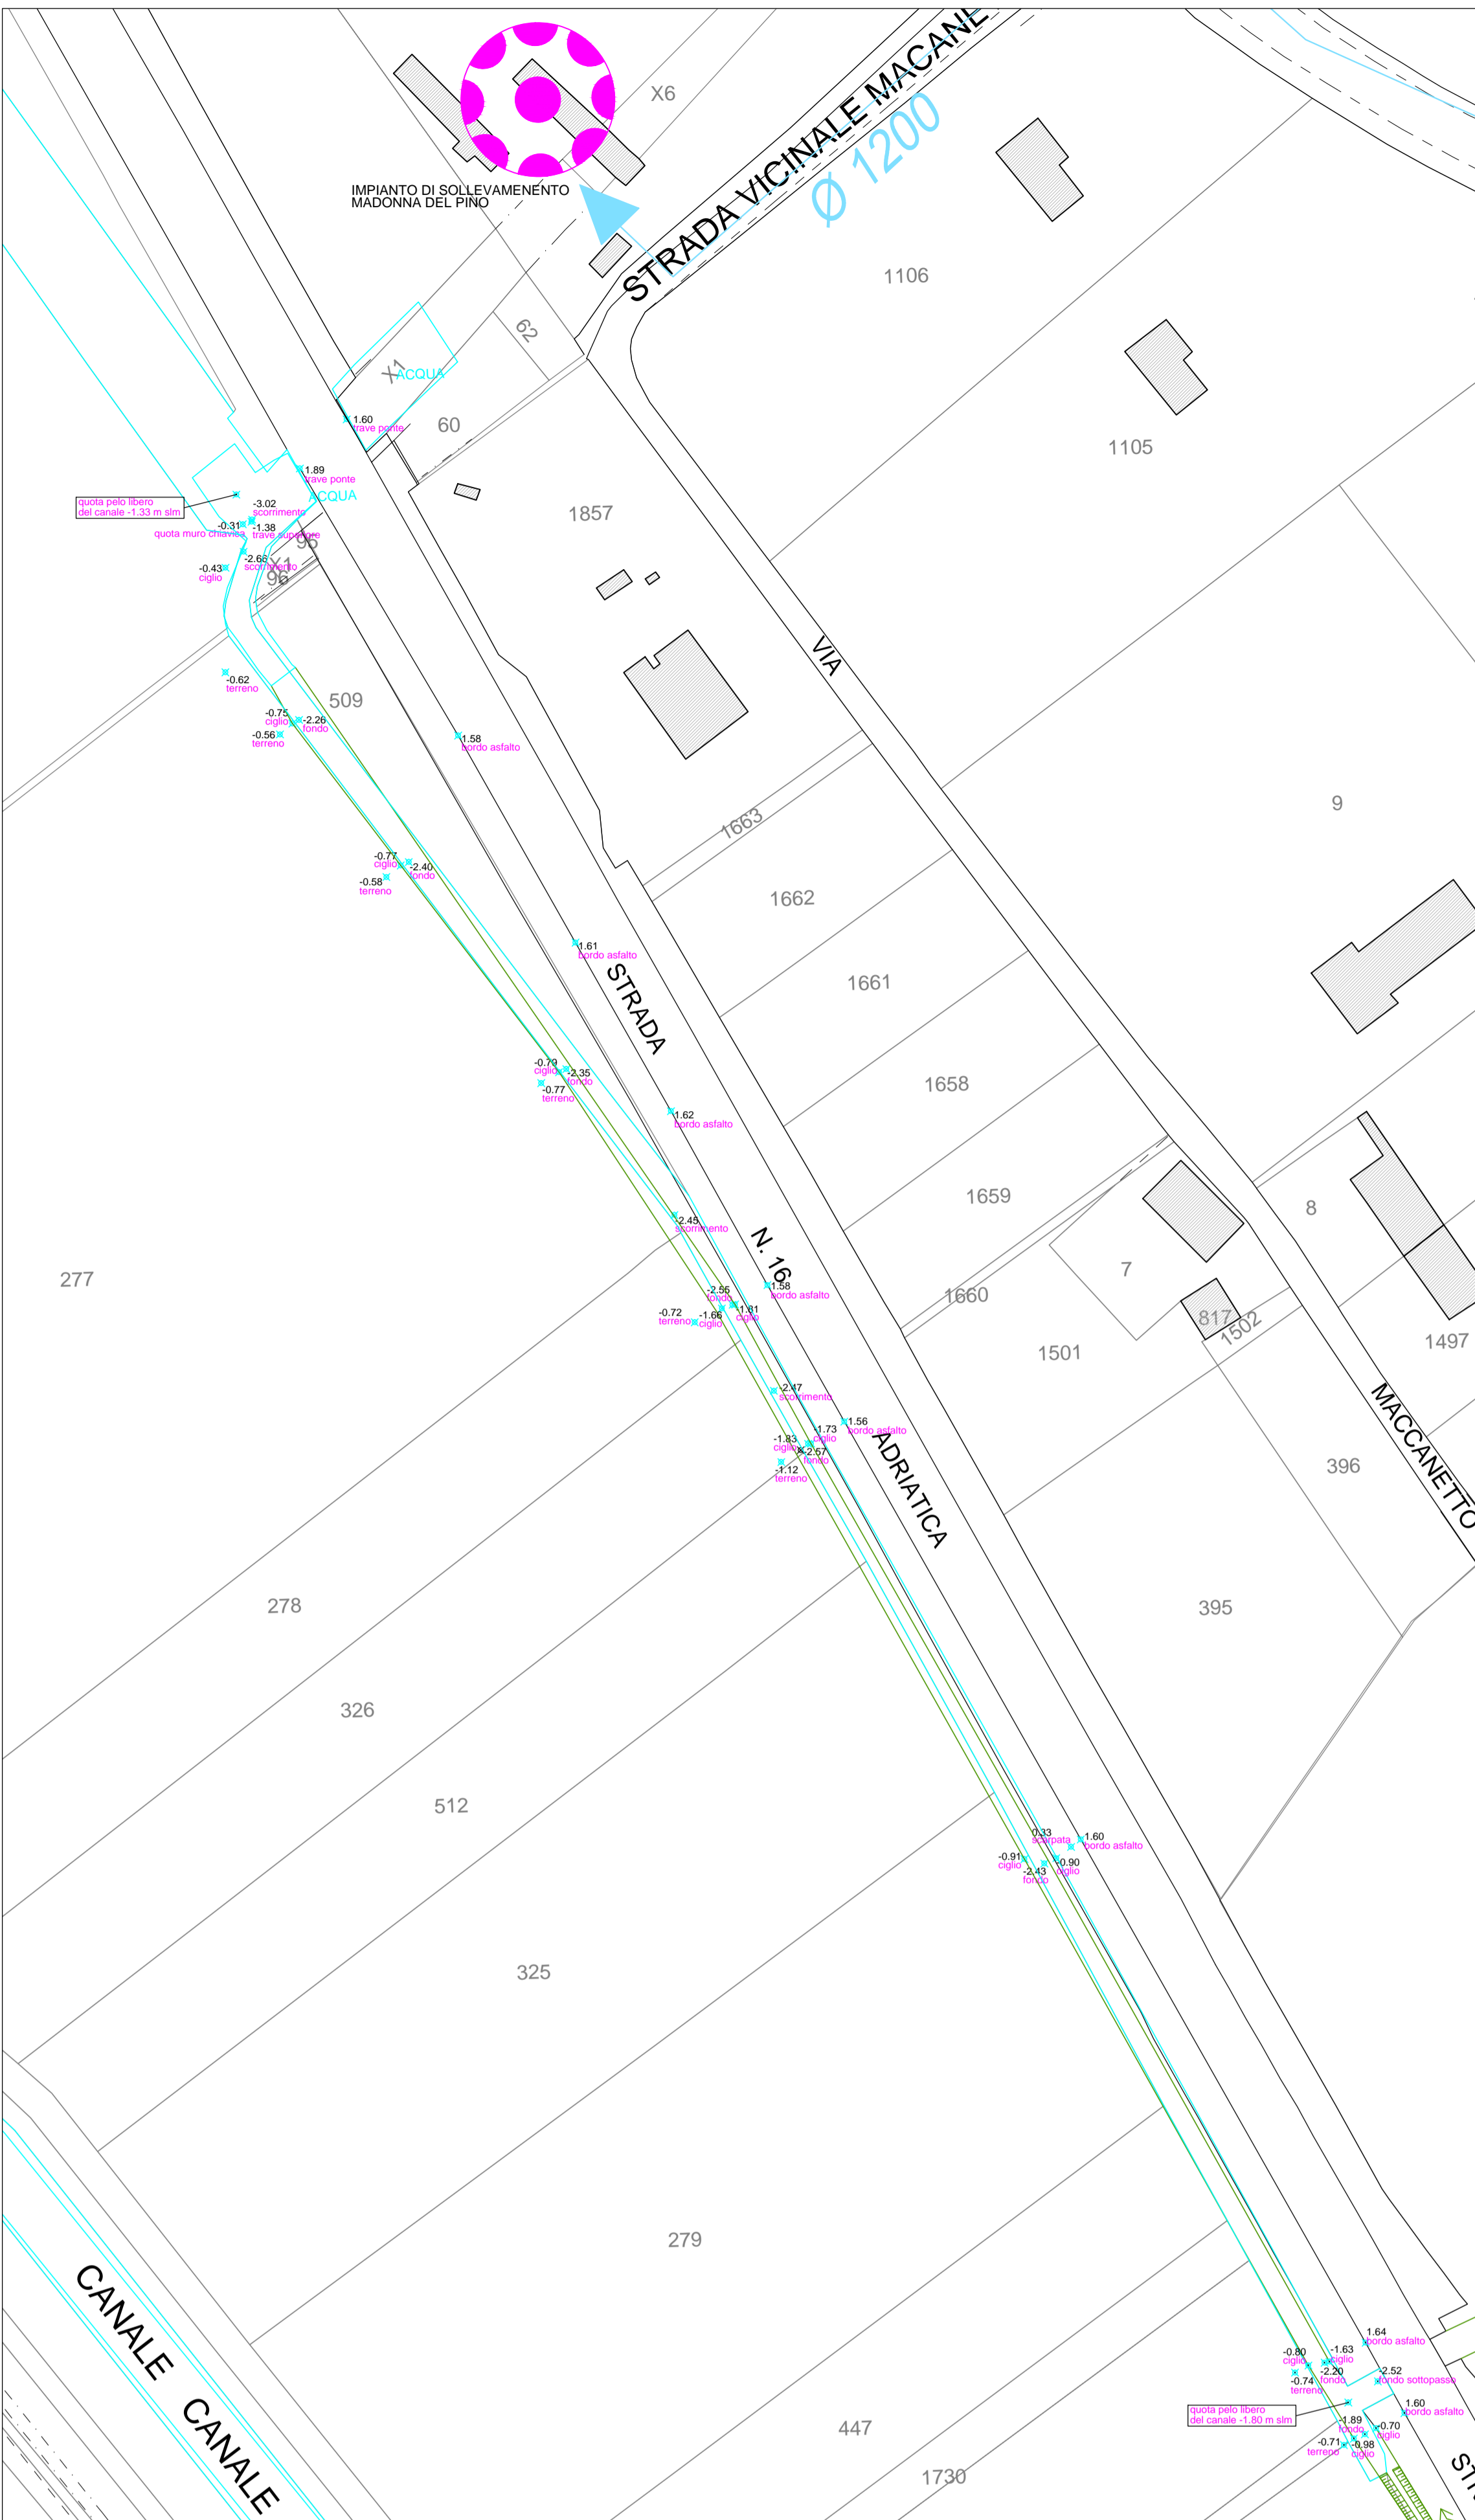 STRADA VICINALE MACANE
Ø 1200
X6
IMPIANTO DI SOLLEVAMENENTO
MADONNA DEL PINO
1106
62
X1
ACQUA
60
1105
1.60
trave ponte
1.89
trave ponte
ACQUA
quota pelo libero
del canale -1.33 m slm
-3.02
scorrimento
-0.31
quota muro chiavica
-1.38
trave superiore
95
X1
96
-2.66
scorrimento
-0.43
ciglio
1857
VIA
-0.62
terreno
509
-0.75
ciglio
-2.26
fondo
-0.56
terreno
1.58
bordo asfalto
9
1663
-0.77
ciglio
-2.40
fondo
-0.58
terreno
1662
1.61
bordo asfalto
STRADA
1661
-0.79
ciglio
-2.35
fondo
-0.77
terreno
1658
1.62
bordo asfalto
1659
8
-2.45
scorrimento
N. 16
277
7
1.58
bordo asfalto
1660
-2.55
fondo
-1.81
ciglio
-0.72
terreno
-1.66
ciglio
817
1502
1497
1501
-2.47
scorrimento
MACCANETTO
1.56
bordo asfalto
-1.73
ciglio
-1.83
ciglio
-2.57
fondo
-1.12
terreno
ADRIATICA
396
278
395
326
512
0.33
scarpata
1.60
bordo asfalto
-0.91
ciglio
-0.90
ciglio
-2.43
fondo
325
279
CANALE
1.64
bordo asfalto
-0.80
ciglio
-1.63
ciglio
-2.20
fondo
-0.74
terreno
-2.52
fondo sottopasso
quota pelo libero
del canale -1.80 m slm
1.60
bordo asfalto
-1.89
fondo
-0.70
ciglio
-0.71
terreno
-0.98
ciglio
447
CANALE
1730